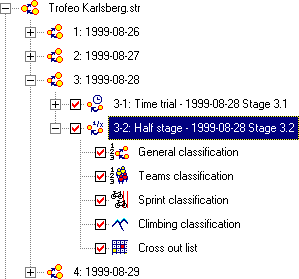 Trofeo Karlsberg.str
1: 1999-08-26
2: 1999-08-27
3: 1999-08-28
3-1: Time trial - 1999-08-28 Stage 3.1
3-2: Half stage - 1999-08-28 Stage 3.2
General classification
Teams classification
Sprint classification
Climbing classification
Cross out list
4: 1999-08-29